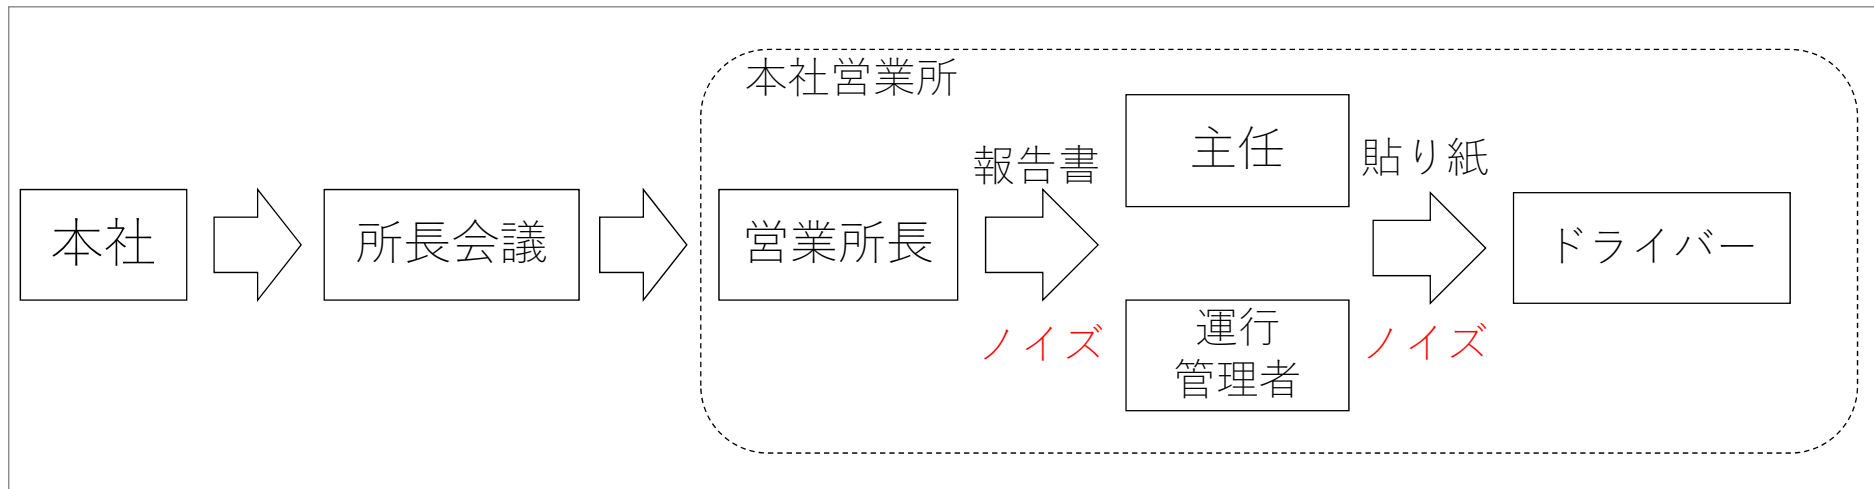 本社営業所
本社
所長会議
営業所長
報告書
ノイズ
主任
運行
管理者
貼り紙
ノイズ
ドライバー